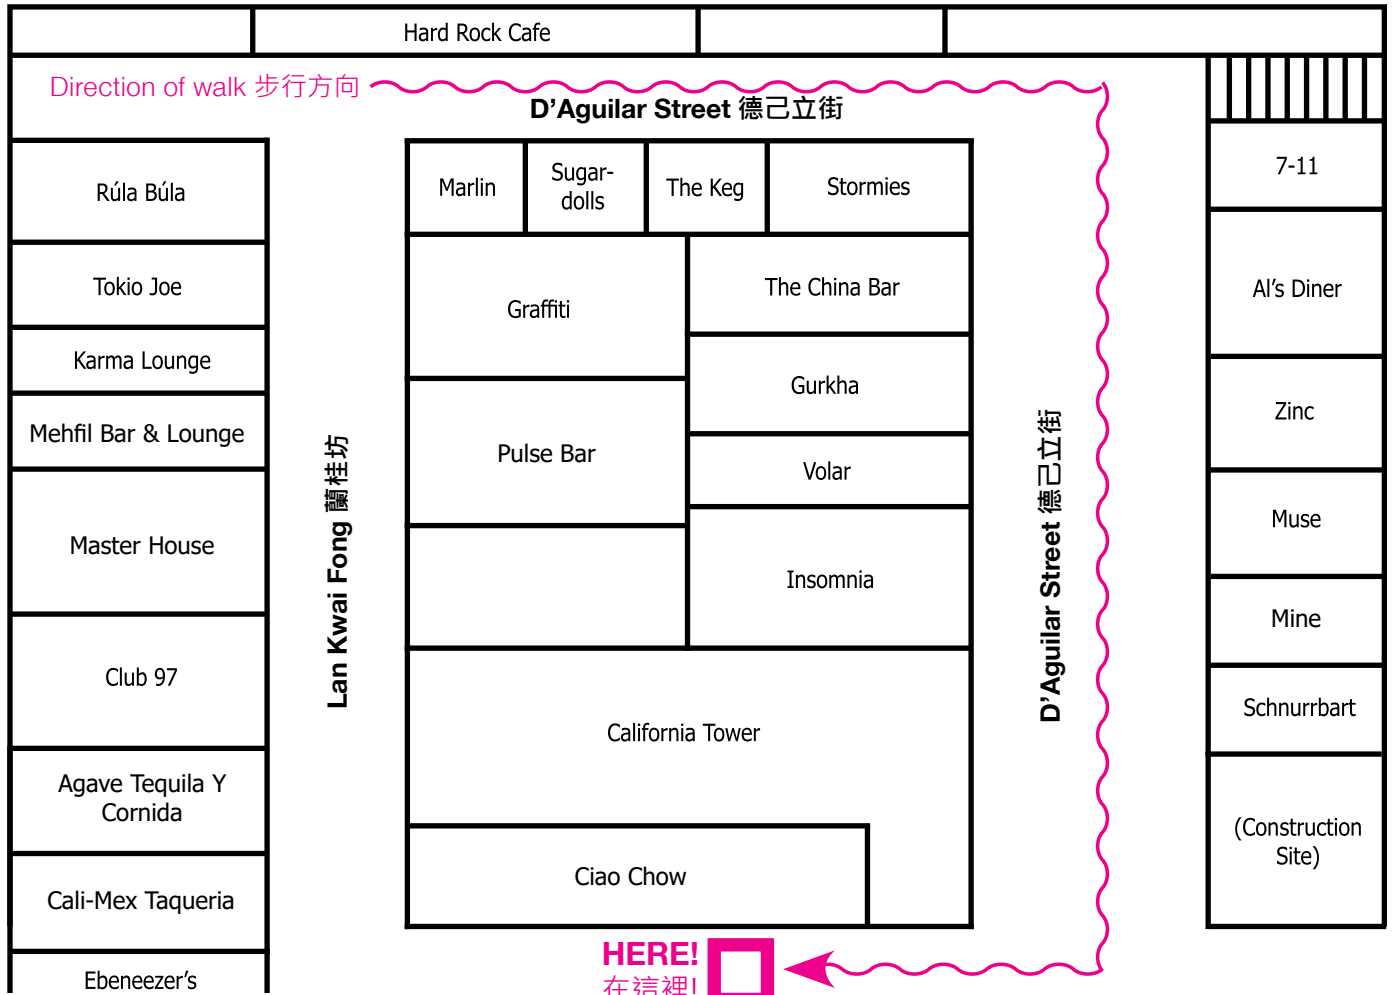 Hard Rock Cafe
Direction of walk 步行方向
D’Aguilar Street 德己立街
Rúla Búla
Tokio Joe
Karma Lounge
Mehfil Bar & Lounge
Master House
Club 97
Agave Tequila Y
Cornida
Cali-Mex Taqueria
Ebeneezer’s
Lan Kwai Fong 蘭桂坊
Marlin
Sugar-
dolls
The Keg
Stormies
Graffiti
The China Bar
Gurkha
Pulse Bar
Volar
Insomnia
California Tower
Ciao Chow
HERE!
在這裡!
D’Aguilar Street 德己立街
7-11
Al’s Diner
Zinc
Muse
Mine
Schnurrbart
(Construction
Site)